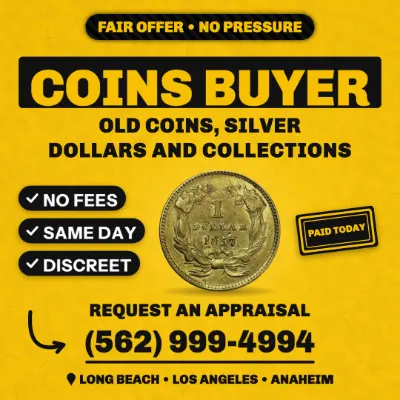 FAIR OFFER • NO PRESSURE
COINS BUYER
OLD COINS, SILVER
DOLLARS AND COLLECTIONS
NO FEES
SAME DAY
DISCREET
1
DOLLAR
1857
PAID TODAY
REQUEST AN APPRAISAL
(562) 999-4994
LONG BEACH • LOS ANGELES • ANAHEIM